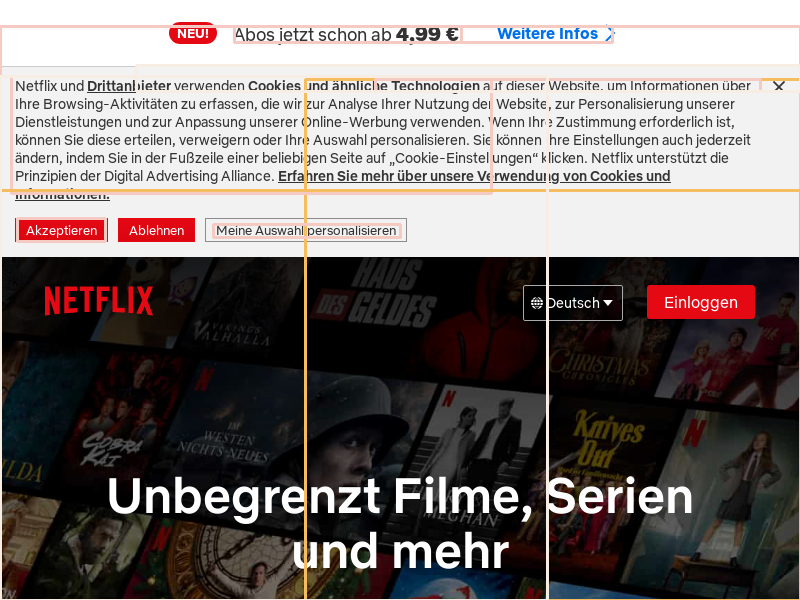 NEU! Abos jetzt schon ab 4,99 € Weitere Infos
Netflix und Drittanbieter verwenden Cookies und ähnliche Technologien auf dieser Website, um Informationen über
Ihre Browsing-Aktivitäten zu erfassen, die wir zur Analyse Ihrer Nutzung der Website, zur Personalisierung unserer
Dienstleistungen und zur Anpassung unserer Online-Werbung verwenden. Wenn Ihre Zustimmung erforderlich ist,
können Sie diese erteilen, verweigern oder Ihre Auswahl personalisieren. Sie können Ihre Einstellungen auch jederzeit
ändern, indem Sie in der Fußzeile einer beliebigen Seite auf „Cookie-Einstellungen“ klicken. Netflix unterstützt die
Prinzipien der Digital Advertising Alliance. Erfahren Sie mehr über unsere Verwendung von Cookies und
Informationen.
Akzeptieren Ablehnen Meine Auswahl personalisieren
NETFLIX Deutsch Einloggen
HAUS
DES GELDES
VIKINGS
VALHALLA
CHRISTMAS
CHRONICLES
COBRA
KAI
IM
WESTEN
NICHTS NEUES
Knives
Out
MEGHAN
Unbegrenzt Filme, Serien
und mehr